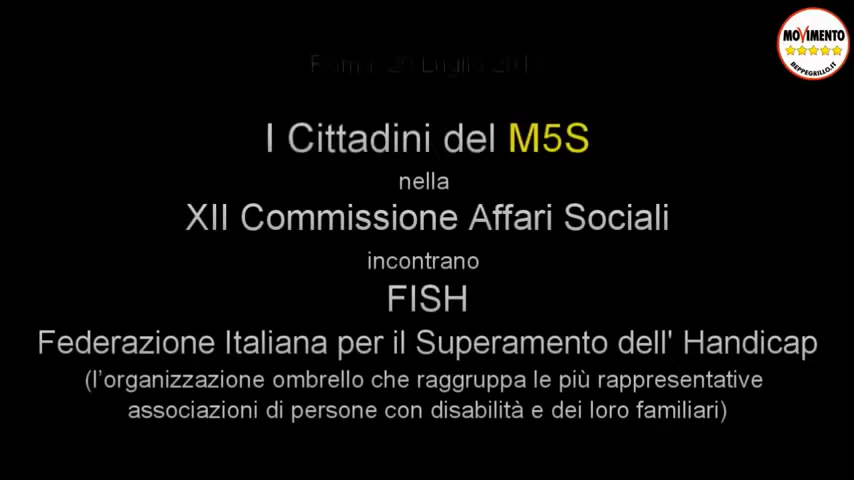 MOVIMENTO
BEPPEGRILLO.IT
Luglio
I Cittadini del M5S
nella
XII Commissione Affari Sociali
incontrano
FISH
Federazione Italiana per il Superamento dell' Handicap
(l’organizzazione ombrello che raggruppa le più rappresentative
associazioni di persone con disabilità e dei loro familiari)